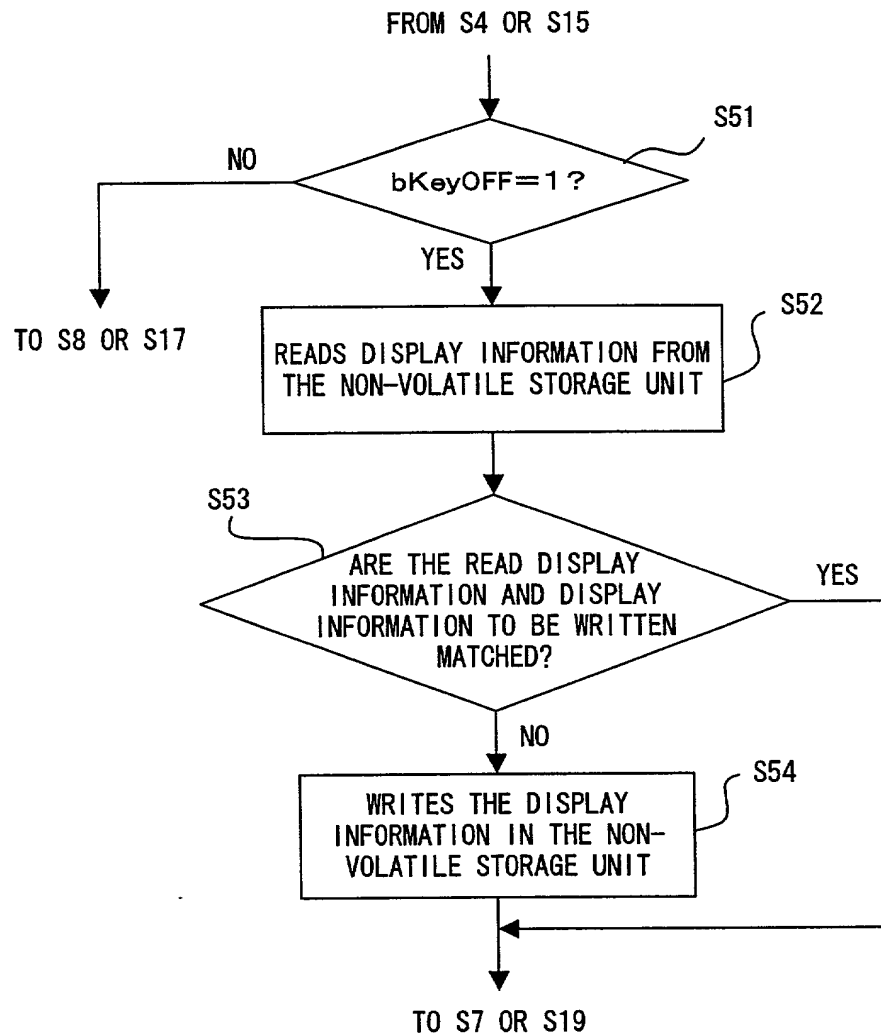 FROM S4 OR S15
S51
NO
bKeyOFF=1?
YES
S52
TO S8 OR S17
READS DISPLAY INFORMATION FROM
THE NON-VOLATILE STORAGE UNIT
S53
ARE THE READ DISPLAY
INFORMATION AND DISPLAY
INFORMATION TO BE WRITTEN
MATCHED?
YES
NO
S54
WRITES THE DISPLAY
INFORMATION IN THE NON-
VOLATILE STORAGE UNIT
TO S7 OR S19